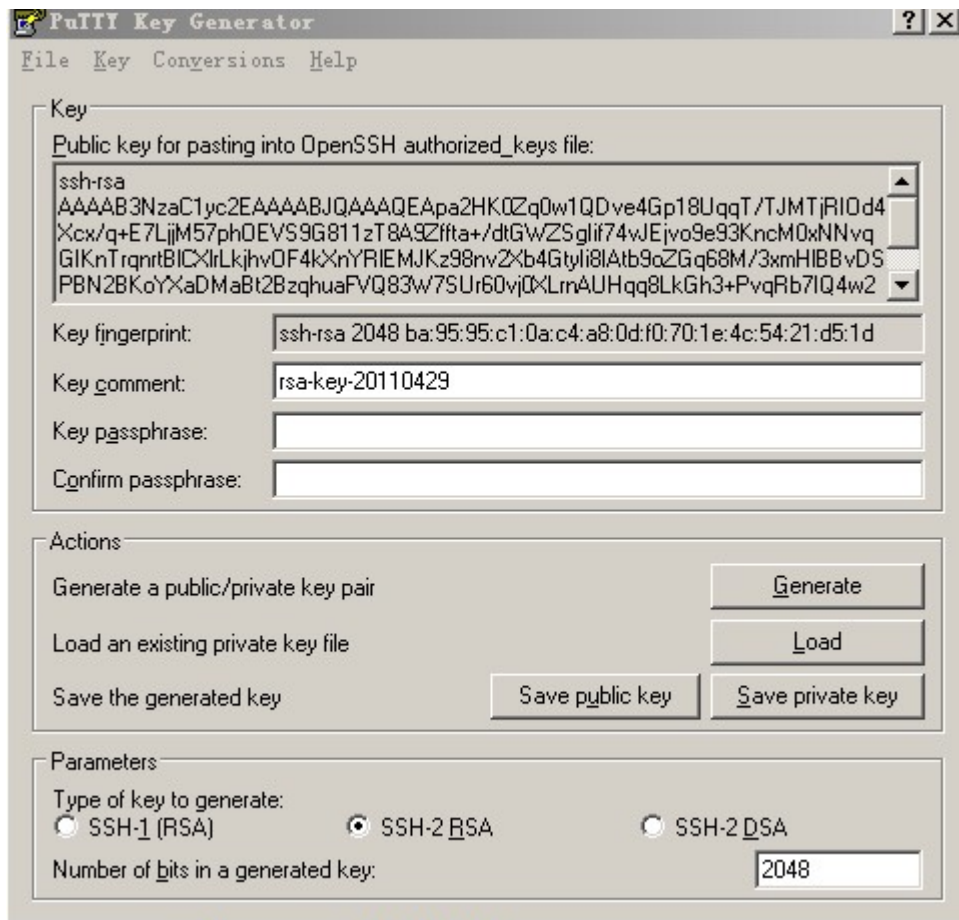 PuTTY Key Generator
File Key Conversions Help
Key
Public key for pasting into OpenSSH authorized_keys file:
ssh-rsa
AAAAB3NzaC1yc2EAAAABJQAAAQEApa2HK0Zq0w1QDve4Gp18UqqT/TJMTjRIOd4
Xcx/q+E7LjjM57phOEVS9G811zT8A9Zffta+/dtGWZSglif74vJEjvo9e93KncM0xNNvq
GIKnTrqnrtBlCXlrLkjhvOF4kXnYRlEMJKz98nv2Xb4Gtyli8lAtb9oZGq68M/3xmHlBBvDS
PBN2BKoYXaDMaBt2BzqhuaFVQ83W7SUr60vj0XLrnAUHqq8LkGh3+PvqRb7IQ4w2
Key fingerprint: ssh-rsa 2048 ba:95:95:c1:0a:c4:a8:0d:f0:70:1e:4c:54:21:d5:1d
Key comment: rsa-key-20110429
Key passphrase:
Confirm passphrase:
Actions
Generate a public/private key pair Generate
Load an existing private key file Load
Save the generated key Save public key Save private key
Parameters
Type of key to generate:
SSH-1 (RSA) SSH-2 RSA SSH-2 DSA
Number of bits in a generated key: 2048